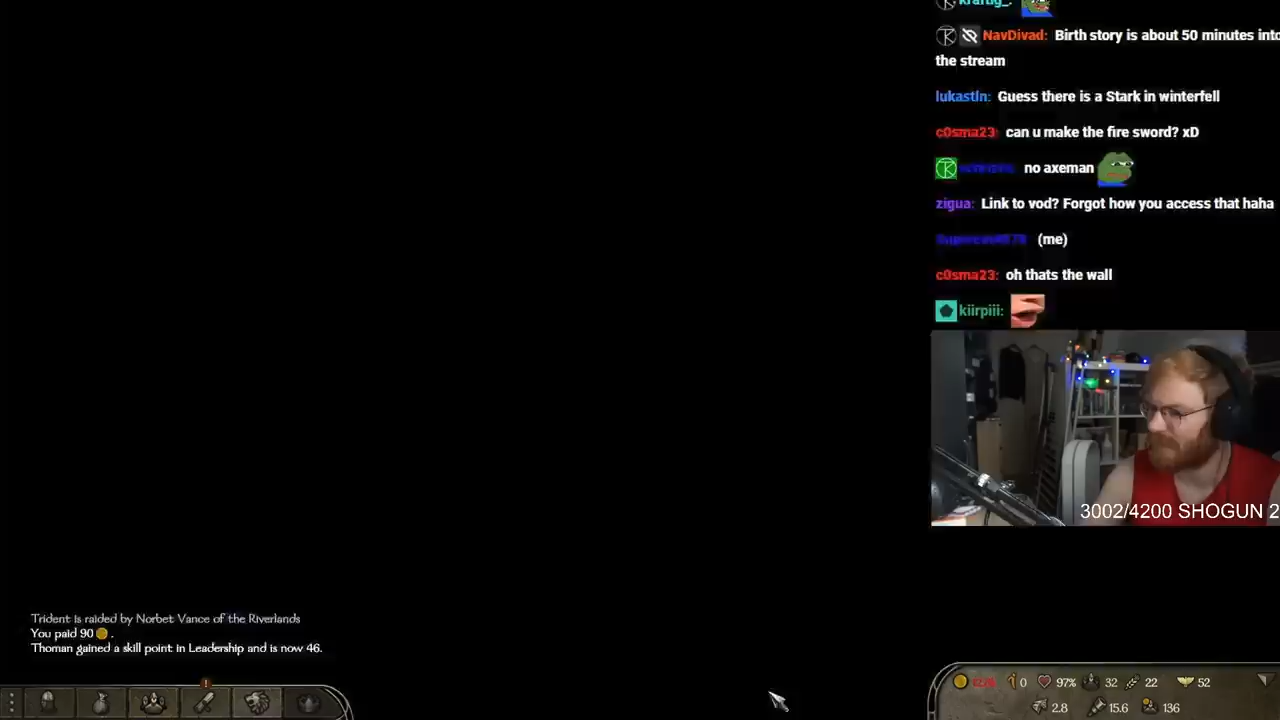 kraftig_:
NavDivad: Birth story is about 50 minutes into
the stream
lukastln: Guess there is a Stark in winterfell
c0sma23: can u make the fire sword? xD
no axeman
zigua: Link to vod? Forgot how you access that haha
(me)
c0sma23: oh thats the wall
kiirpiii:
3002/4200 SHOGUN 2
Trident is raided by Norbet Vance of the Riverlands
You paid 90 .
Thoman gained a skill point in Leadership and is now 46.
0 97% 32 22 52
2.8 15.6 136